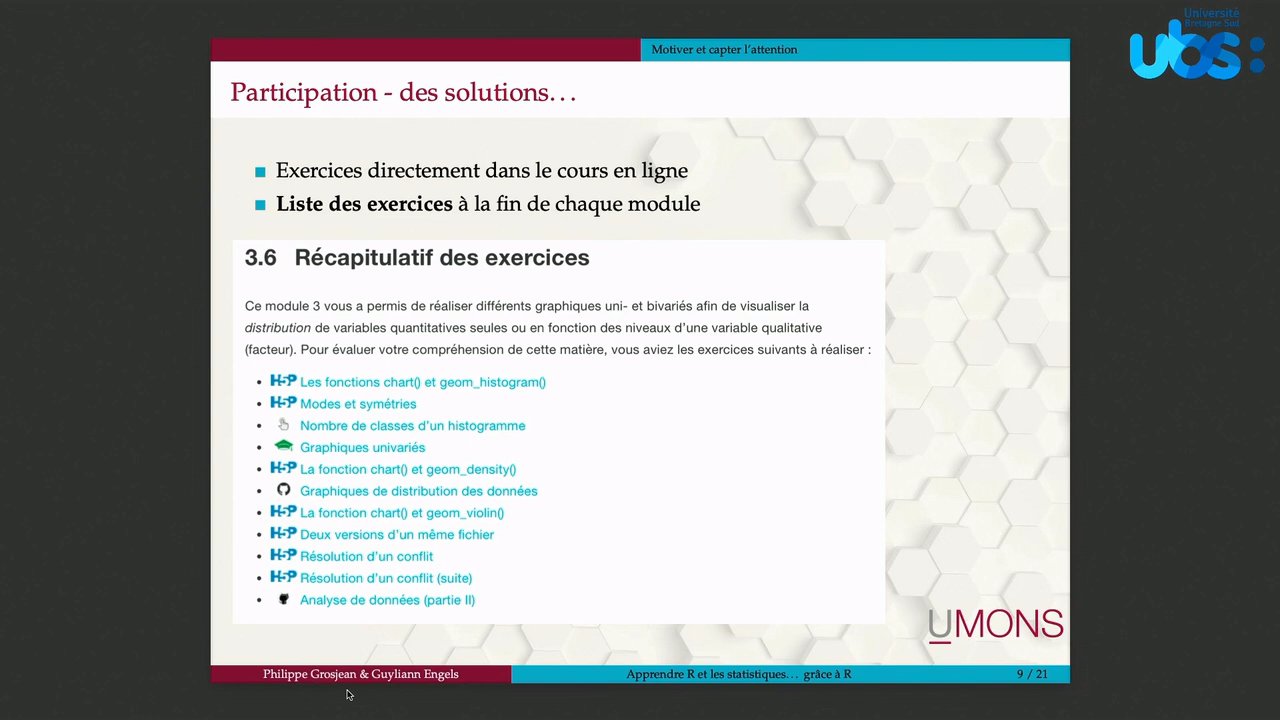 Université
Bretagne Sud
ubs:
Motiver et capter l'attention
Participation - des solutions...
Exercices directement dans le cours en ligne
Liste des exercices à la fin de chaque module
3.6 Récapitulatif des exercices
Ce module 3 vous a permis de réaliser différents graphiques uni- et bivariés afin de visualiser la
distribution de variables quantitatives seules ou en fonction des niveaux d'une variable qualitative
(facteur). Pour évaluer votre compréhension de cette matière, vous aviez les exercices suivants à réaliser :
H5P Les fonctions chart() et geom_histogram()
H5P Modes et symétries
Nombre de classes d'un histogramme
Graphiques univariés
H5P La fonction chart() et geom_density()
Graphiques de distribution des données
H5P La fonction chart() et geom_violin()
H5P Deux versions d'un même fichier
H5P Résolution d'un conflit
H5P Résolution d'un conflit (suite)
Analyse de données (partie II)
UMONS
Philippe Grosjean & Guyliann Engels
Apprendre R et les statistiques... grâce à R
9 / 21